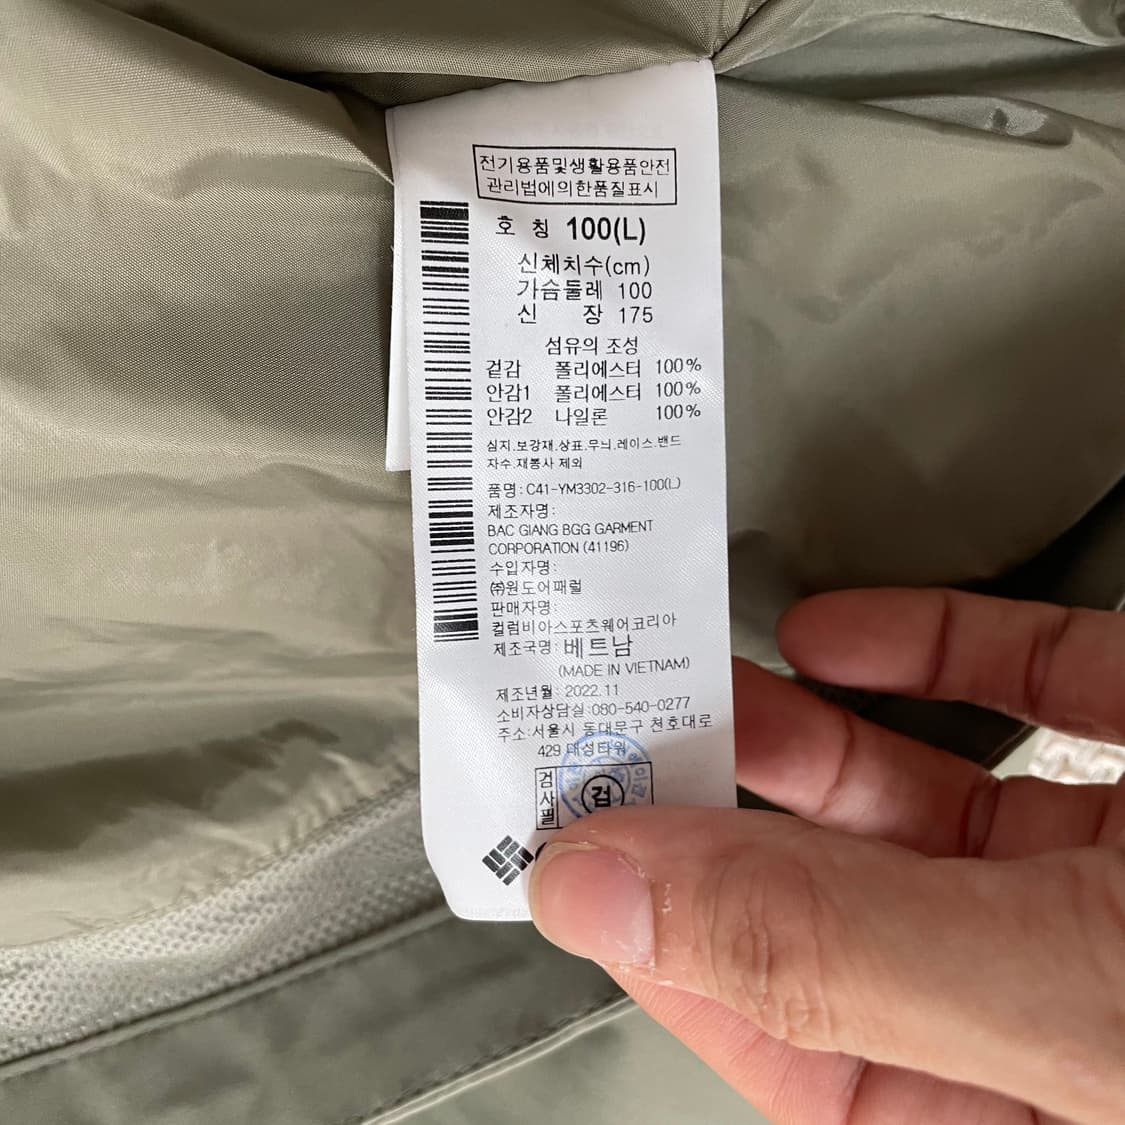 전기용품및생활용품안전
관리법에의한품질표시
호 칭 100(L)
신체치수(cm)
가슴둘레 100
신 장 175
섬유의 조성
겉감 폴리에스터 100%
안감1 폴리에스터 100%
안감2 나일론 100%
심지.보강재.상표.무늬.레이스.밴드
자수.재봉사 제외
품명:C41-YM3302-316-100(L)
제조자명:
BAC GIANG BGG GARMENT
CORPORATION (41196)
수입자명:
㈜원도어패럴
판매자명:
컬럼비아스포츠웨어코리아
제조국명:베트남
(MADE IN VIETNAM)
제조년월: 2022.11
소비자상담실:080-540-0277
주소:서울시 동대문구 천호대로
429 대성타워
검사필
검